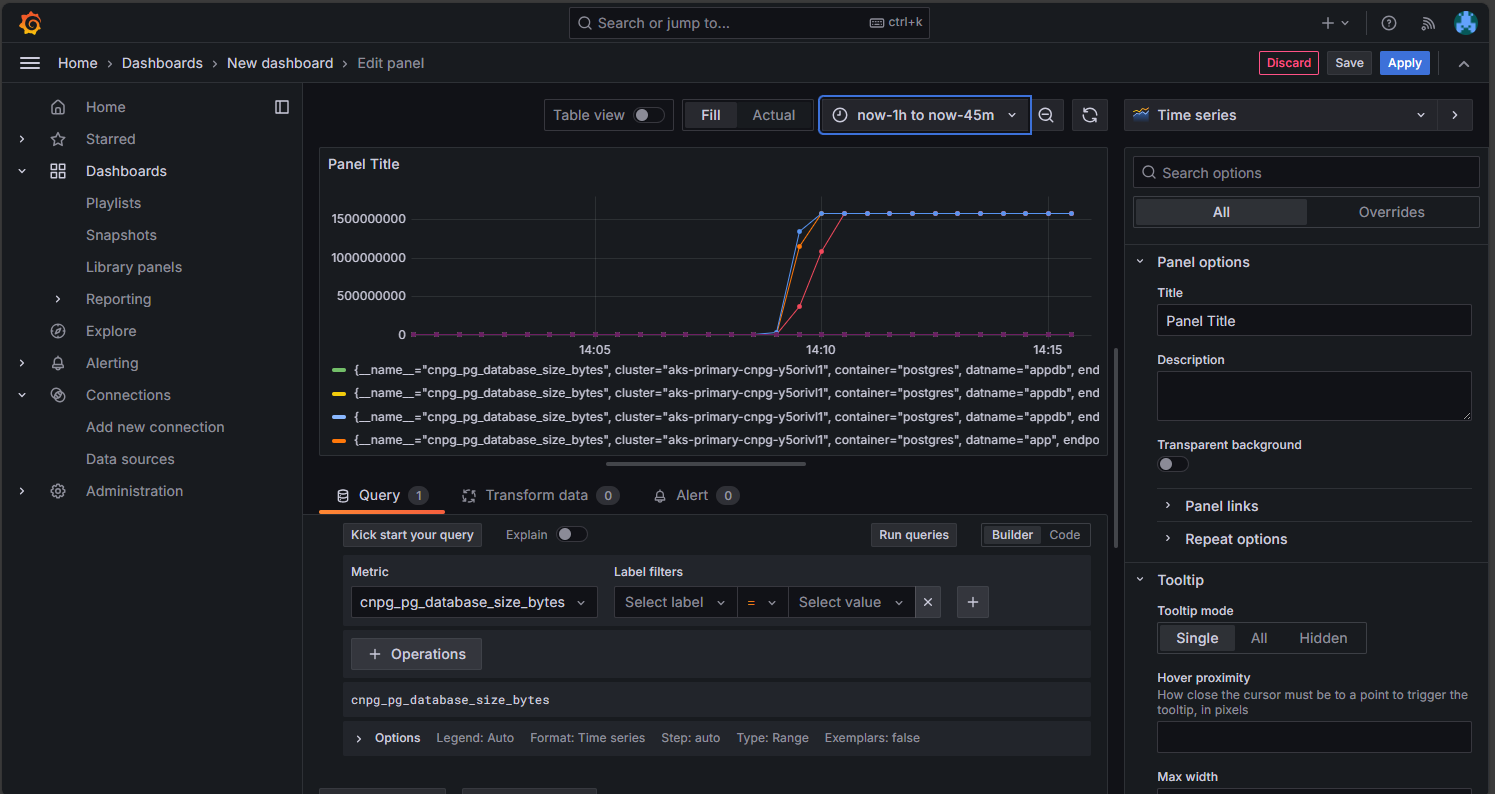 Search or jump to...
ctrl+k
Home
Dashboards
New dashboard
Edit panel
Discard
Save
Apply
Home
Starred
Dashboards
Playlists
Snapshots
Library panels
Reporting
Explore
Alerting
Connections
Add new connection
Data sources
Administration
Table view
Fill
Actual
now-1h to now-45m
Time series
Panel Title
1500000000
1000000000
500000000
0
14:05
14:10
14:15
{__name__="cnpg_pg_database_size_bytes", cluster="aks-primary-cnpg-y5orivl1", container="postgres", datname="appdb", end
{__name__="cnpg_pg_database_size_bytes", cluster="aks-primary-cnpg-y5orivl1", container="postgres", datname="appdb", end
{__name__="cnpg_pg_database_size_bytes", cluster="aks-primary-cnpg-y5orivl1", container="postgres", datname="appdb", end
{__name__="cnpg_pg_database_size_bytes", cluster="aks-primary-cnpg-y5orivl1", container="postgres", datname="app", endpo
Query 1
Transform data 0
Alert 0
Kick start your query
Explain
Run queries
Builder
Code
Metric
cnpg_pg_database_size_bytes
Label filters
Select label
=
Select value
+ Operations
cnpg_pg_database_size_bytes
Options
Legend: Auto
Format: Time series
Step: auto
Type: Range
Exemplars: false
Search options
All
Overrides
Panel options
Title
Panel Title
Description
Transparent background
Panel links
Repeat options
Tooltip
Tooltip mode
Single
All
Hidden
Hover proximity
How close the cursor must be to a point to trigger the
tooltip, in pixels
Max width